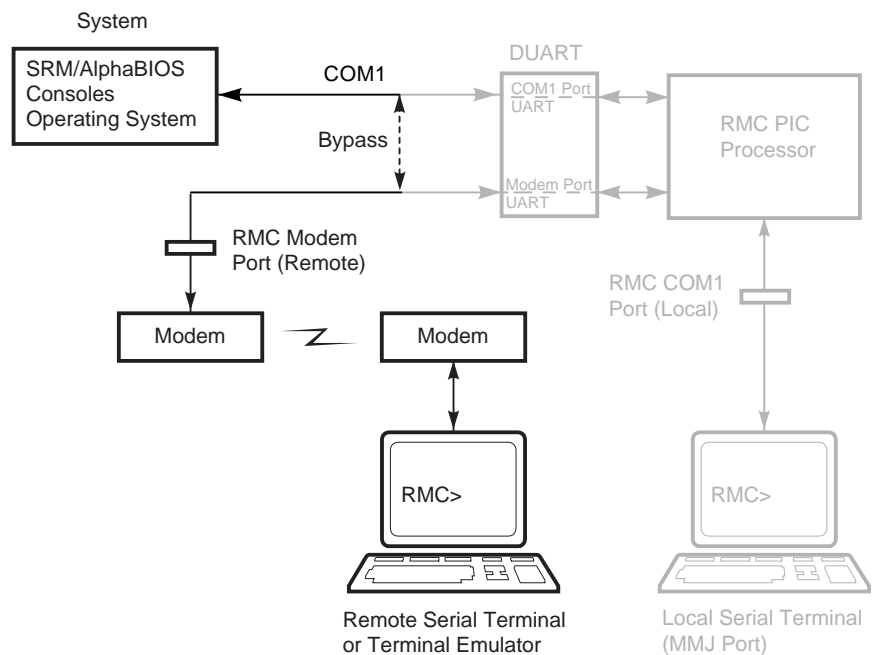 System
SRM/AlphaBIOS
Consoles
Operating System
COM1
Bypass
DUART
COM1 Port
UART
Modem Port
UART
RMC PIC
Processor
RMC Modem
Port (Remote)
RMC COM1
Port (Local)
Modem
Modem
RMC>
RMC>
Remote Serial Terminal
or Terminal Emulator
Local Serial Terminal
(MMJ Port)